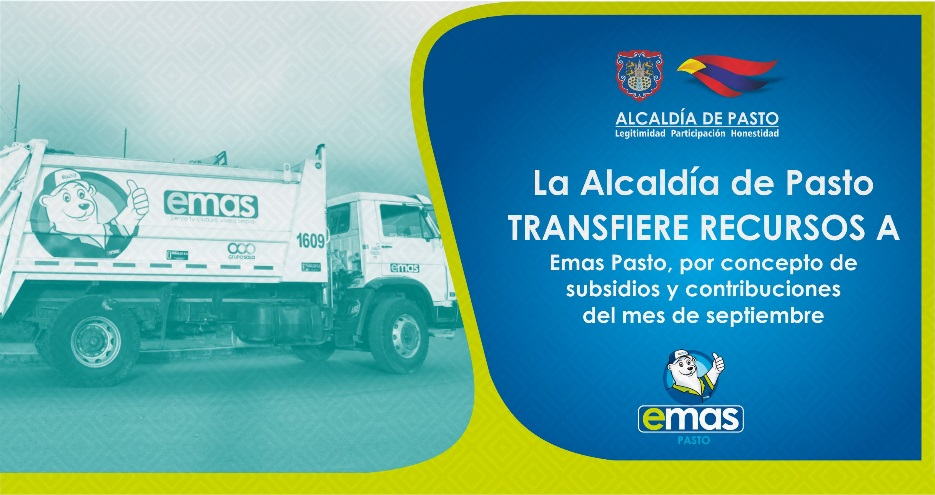 ALCALDÍA DE PASTO
Legitimidad Participación Honestidad
La Alcaldía de Pasto
TRANSFIERE RECURSOS A
Emas Pasto, por concepto de
subsidios y contribuciones
del mes de septiembre
emas
PASTO
emas
1609
emas